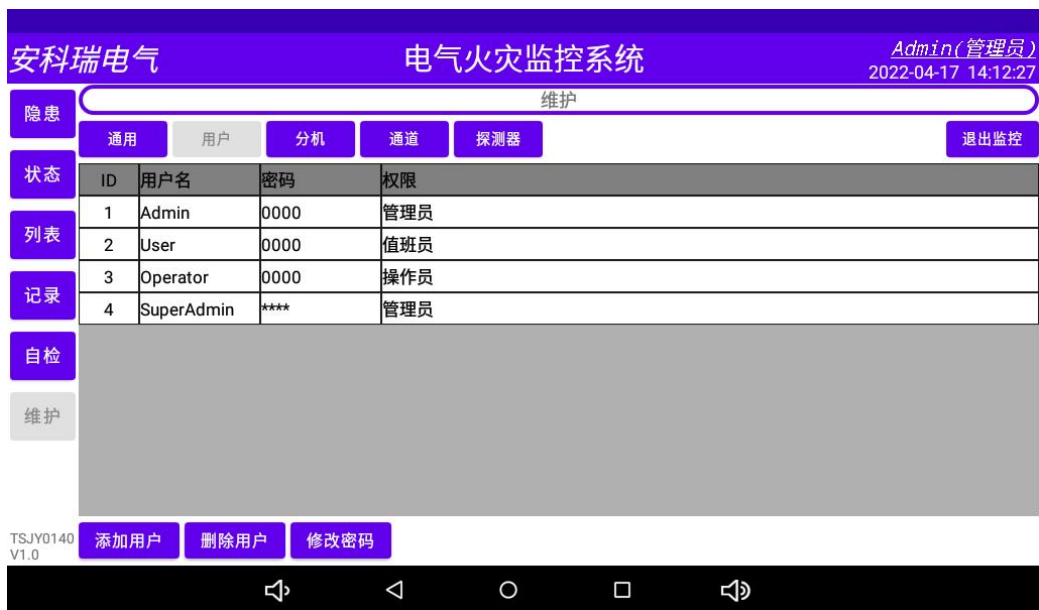 安科瑞电气 电气火灾监控系统 Admin(管理员)
2022-04-17 14:12:27
维护
隐患
通用 用户 分机 通道 探测器 退出监控
状态
ID 用户名 密码 权限
1 Admin 0000 管理员
列表
2 User 0000 值班员
3 Operator 0000 操作员
记录
4 SuperAdmin **** 管理员
自检
维护
TSJY0140
V1.0
添加用户 删除用户 修改密码